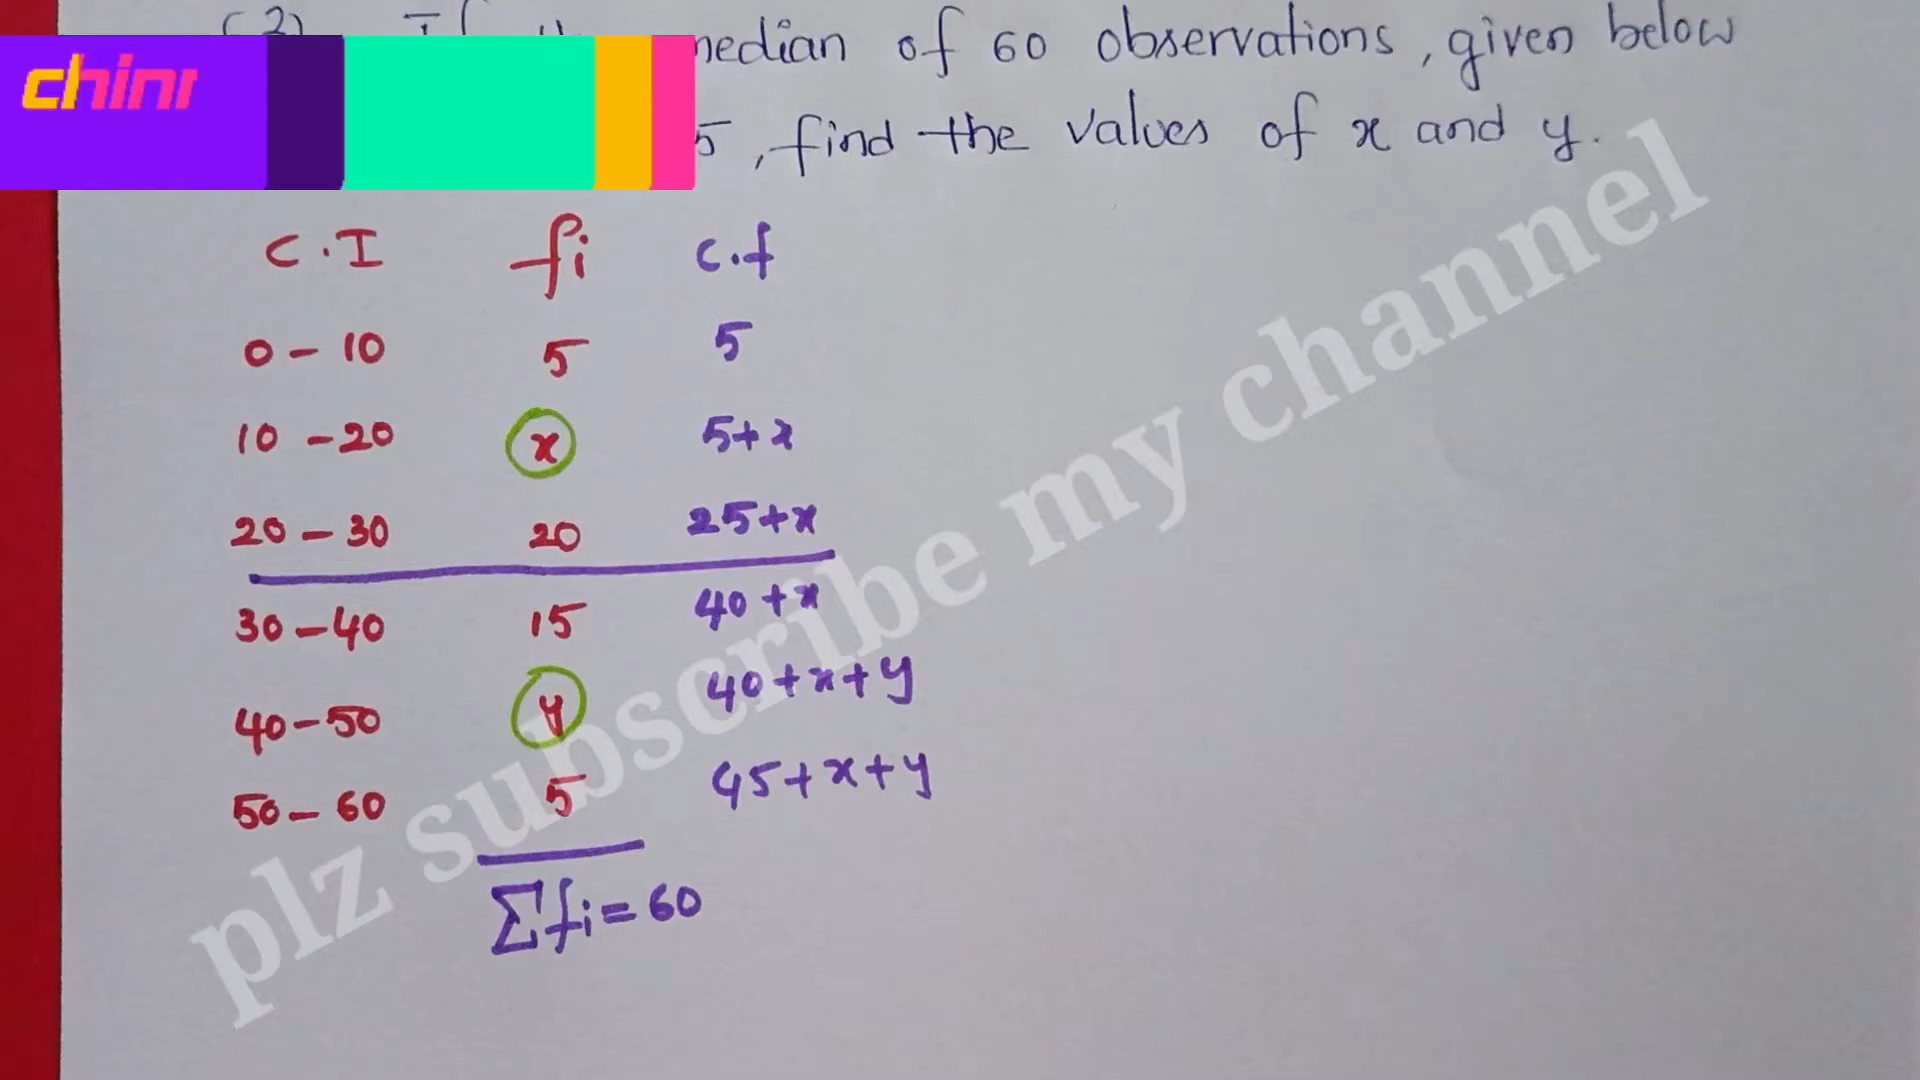 median of 60 observations, given below
5, find the values of x and y.
C.I fi c.f
0 - 10 5 5
10 - 20 x 5+x
20 - 30 20 25+x
30 - 40 15 40+x
40 - 50 y 40+x+y
50 - 60 5 45+x+y
Σfi = 60
plz subscribe my channel